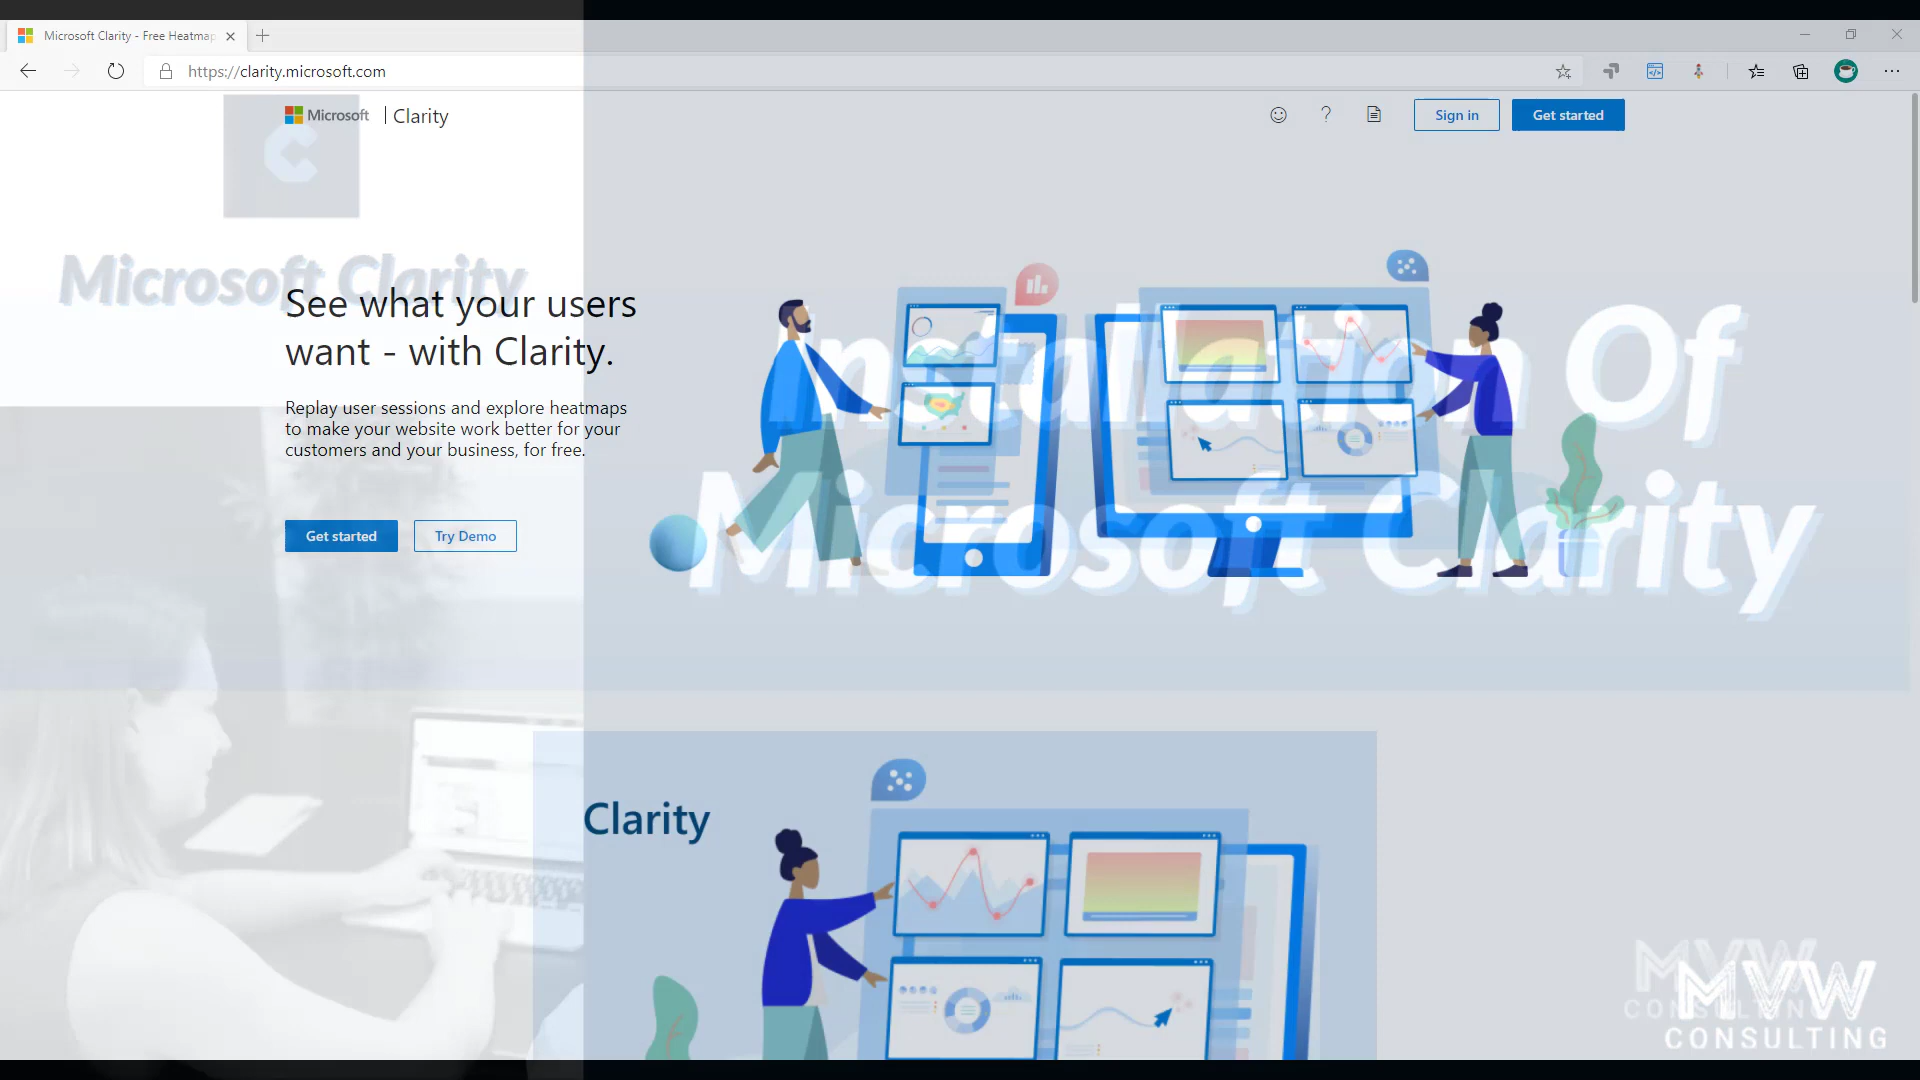 Microsoft Clarity - Free Heatmap
https://clarity.microsoft.com
Microsoft | Clarity
? Sign in Get started
Microsoft Clarity
See what your users
want - with Clarity.
Replay user sessions and explore heatmaps
to make your website work better for your
customers and your business, for free.
Get started Try Demo
Installation Of
Microsoft Clarity
Clarity
MVW
CONSULTING
MVW
CONSULTING